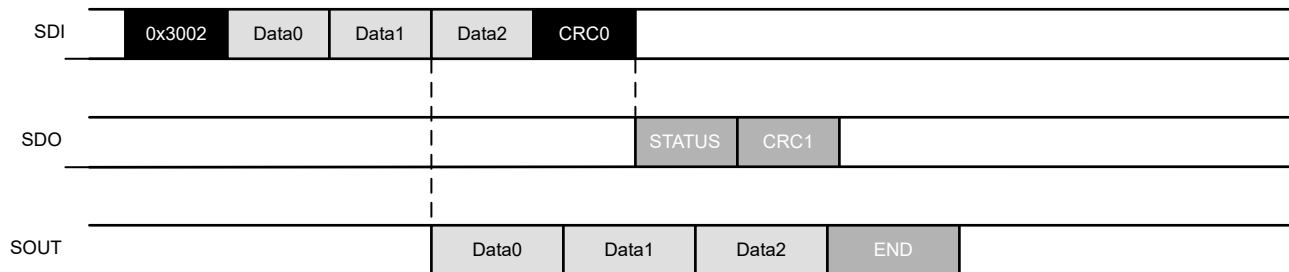 SDI 0x3002 Data0 Data1 Data2 CRC0
SDO STATUS CRC1
SOUT Data0 Data1 Data2 END